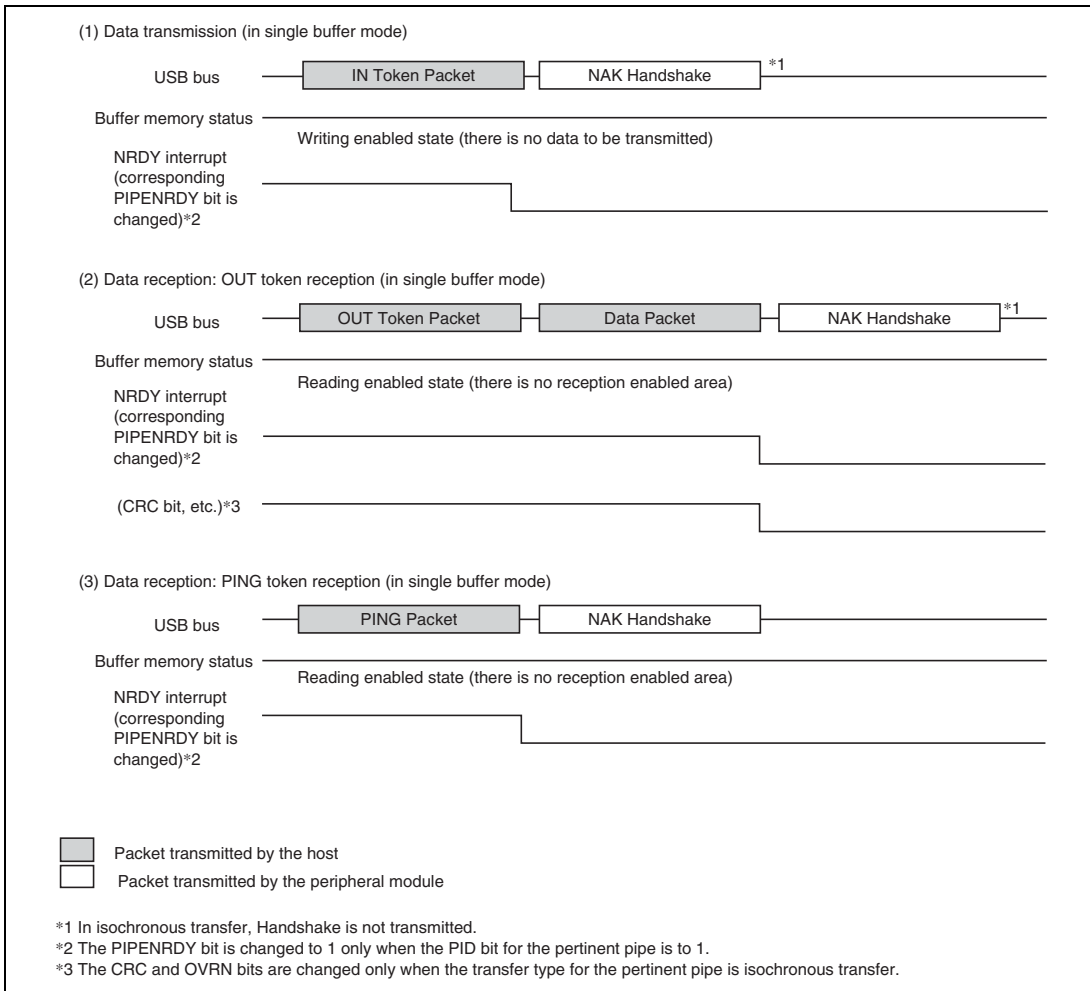 (1) Data transmission (in single buffer mode)
USB bus
IN Token Packet
NAK Handshake
*1
Buffer memory status
Writing enabled state (there is no data to be transmitted)
NRDY interrupt
(corresponding
PIPENRDY bit is
changed)*2
(2) Data reception: OUT token reception (in single buffer mode)
USB bus
OUT Token Packet
Data Packet
NAK Handshake
*1
Buffer memory status
Reading enabled state (there is no reception enabled area)
NRDY interrupt
(corresponding
PIPENRDY bit is
changed)*2
(CRC bit, etc.)*3
(3) Data reception: PING token reception (in single buffer mode)
USB bus
PING Packet
NAK Handshake
Buffer memory status
Reading enabled state (there is no reception enabled area)
NRDY interrupt
(corresponding
PIPENRDY bit is
changed)*2
Packet transmitted by the host
Packet transmitted by the peripheral module
*1 In isochronous transfer, Handshake is not transmitted.
*2 The PIPENRDY bit is changed to 1 only when the PID bit for the pertinent pipe is to 1.
*3 The CRC and OVRN bits are changed only when the transfer type for the pertinent pipe is isochronous transfer.